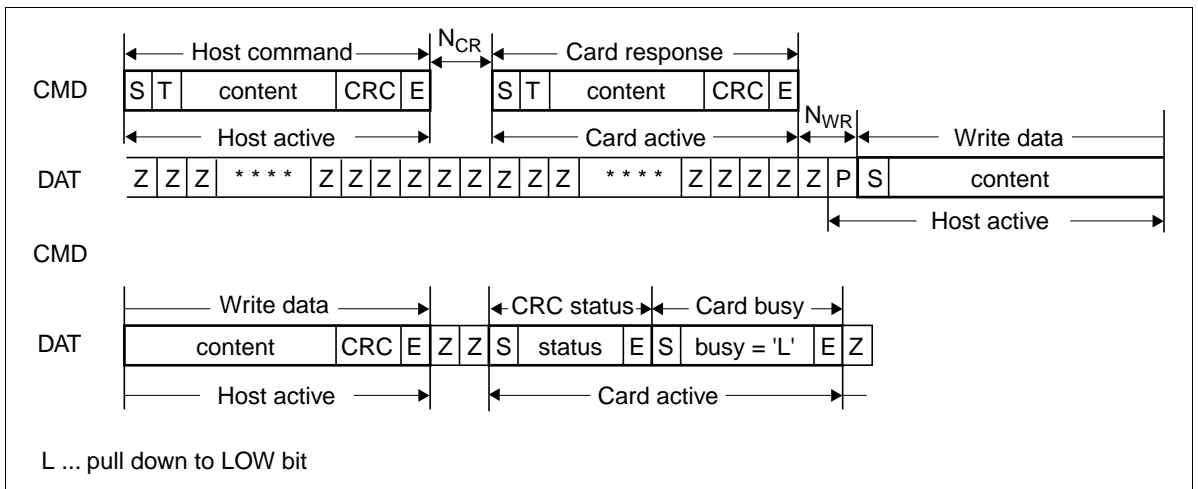 Host command N_CR Card response
CMD S T content CRC E S T content CRC E
Host active Card active N_WR Write data
DAT Z Z Z * * * * Z Z Z Z Z Z Z Z Z * * * * Z Z Z Z Z P S content
Host active
CMD
Write data CRC status Card busy
DAT content CRC E Z Z S status E S busy = 'L' E Z
Host active Card active
L ... pull down to LOW bit